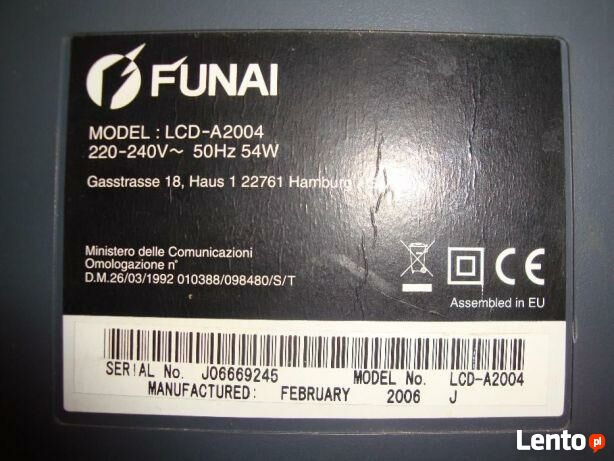 FUNAI
MODEL : LCD-A2004
220-240V~ 50Hz 54W
Gasstrasse 18, Haus 1 22761 Hamburg
Ministero delle Comunicazioni
Omologazione n°
D.M.26/03/1992 010388/098480/S/T
CE
Assembled in EU
SERIAL No. J06669245 MODEL No. LCD-A2004
MANUFACTURED: FEBRUARY 2006 J
Lento.pl